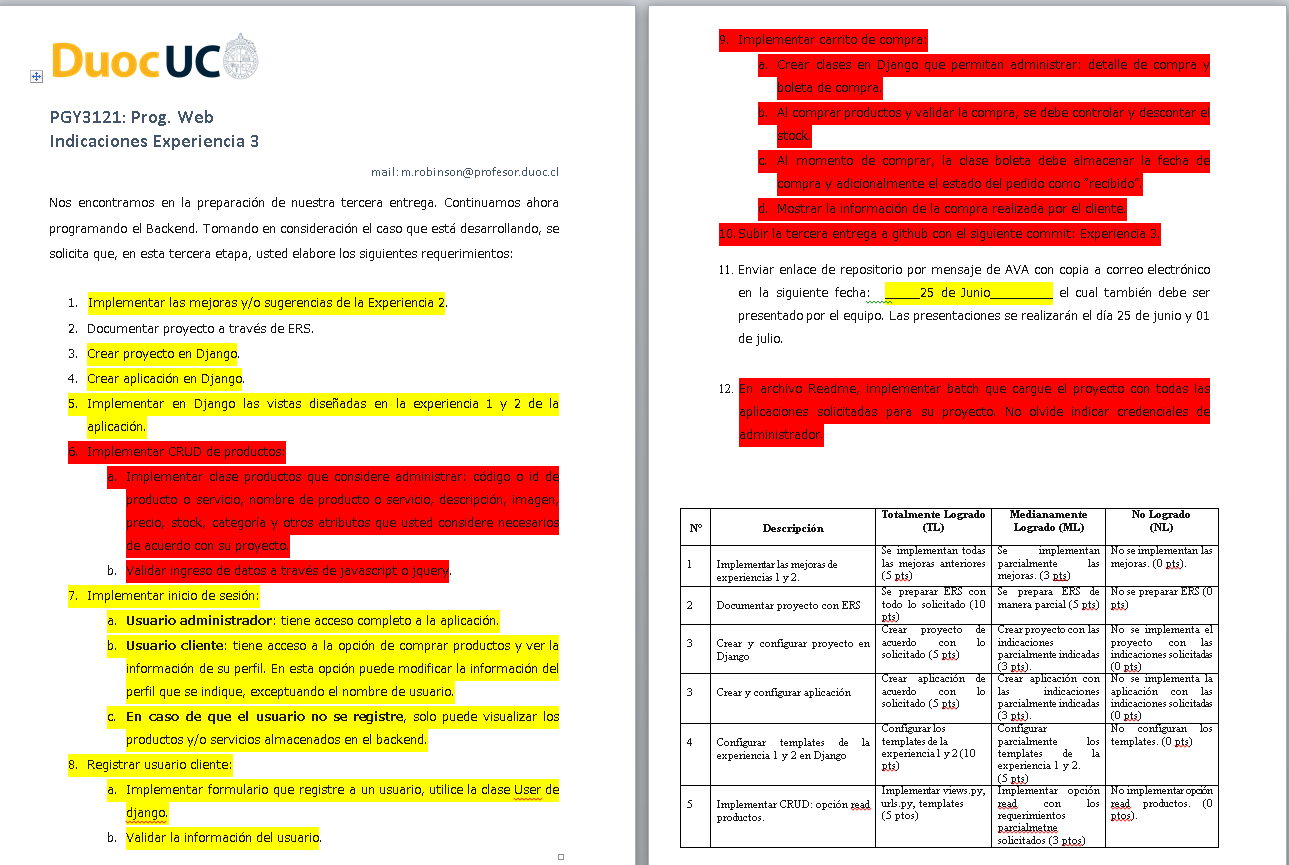 Duoc UC
PGY3121: Prog. Web
Indicaciones Experiencia 3
mail: m.robinson@profesor.duoc.cl
Nos encontramos en la preparación de nuestra tercera entrega. Continuamos ahora
programando el Backend. Tomando en consideración el caso que está desarrollando, se
solicita que, en esta tercera etapa, usted elabore los siguientes requerimientos:
1. Implementar las mejoras y/o sugerencias de la Experiencia 2.
2. Documentar proyecto a través de ERS.
3. Crear proyecto en Django.
4. Crear aplicación en Django.
5. Implementar en Django las vistas diseñadas en la experiencia 1 y 2 de la
aplicación.
6. Implementar CRUD de productos:
a. Implementar clase productos que considere administrar: código o id de
producto o servicio, nombre de producto o servicio, descripción, imagen,
precio, stock, categoría y otros atributos que usted considere necesarios
de acuerdo con su proyecto.
b. Validar ingreso de datos a través de javascript o jquery.
7. Implementar inicio de sesión:
a. Usuario administrador: tiene acceso completo a la aplicación.
b. Usuario cliente: tiene acceso a la opción de comprar productos y ver la
información de su perfil. En esta opción puede modificar la información del
perfil que se indique, exceptuando el nombre de usuario.
c. En caso de que el usuario no se registre, solo puede visualizar los
productos y/o servicios almacenados en el backend.
8. Registrar usuario cliente:
a. Implementar formulario que registre a un usuario, utilice la clase User de
django.
b. Validar la información del usuario.
9. Implementar carrito de compra:
a. Crear clases en Django que permitan administrar: detalle de compra y
boleta de compra.
b. Al comprar productos y validar la compra, se debe controlar y descontar el
stock.
c. Al momento de comprar, la clase boleta debe almacenar la fecha de
compra y adicionalmente el estado del pedido como "recibido".
d. Mostrar la información de la compra realizada por el cliente.
10. Subir la tercera entrega a github con el siguiente commit: Experiencia 3.
11. Enviar enlace de repositorio por mensaje de AVA con copia a correo electrónico
en la siguiente fecha: _____25 de Junio_________ el cual también debe ser
presentado por el equipo. Las presentaciones se realizarán el día 25 de junio y 01
de julio.
12. En archivo Readme, implementar batch que cargue el proyecto con todas las
aplicaciones solicitadas para su proyecto. No olvide indicar credenciales de
administrador.
N° Descripción Totalmente Logrado (TL) Medianamente Logrado (ML) No Logrado (NL)
1 Implementar las mejoras de experiencias 1 y 2. Se implementan todas las mejoras anteriores (5 pts) Se implementan parcialmente las mejoras. (3 pts) No se implementan las mejoras. (0 pts).
2 Documentar proyecto con ERS Se preparar ERS con todo lo solicitado (10 pts) Se prepara ERS de manera parcial (5 pts) No se preparar ERS (0 pts)
3 Crear y configurar proyecto en Django Crear proyecto de acuerdo con lo solicitado (5 pts) Crear proyecto con las indicaciones parcialmente indicadas (3 pts). No se implementa el proyecto con las indicaciones solicitadas (0 pts)
3 Crear y configurar aplicación Crear aplicación de acuerdo con lo solicitado (5 pts) Crear aplicación con las indicaciones parcialmente indicadas (3 pts). No se implementa la aplicación con las indicaciones solicitadas (0 pts)
4 Configurar templates de la experiencia 1 y 2 en Django Configurar los templates de la experiencia 1 y 2 (10 pts) Configurar parcialmente los templates de la experiencia 1 y 2. (5 pts) No configuran los templates. (0 pts)
5 Implementar CRUD: opción read productos. Implementar views.py, urls.py, templates (5 ptos) Implementar opción read con los requerimientos parcialmetne solicitados (3 ptos) No implementar opción read productos. (0 ptos).